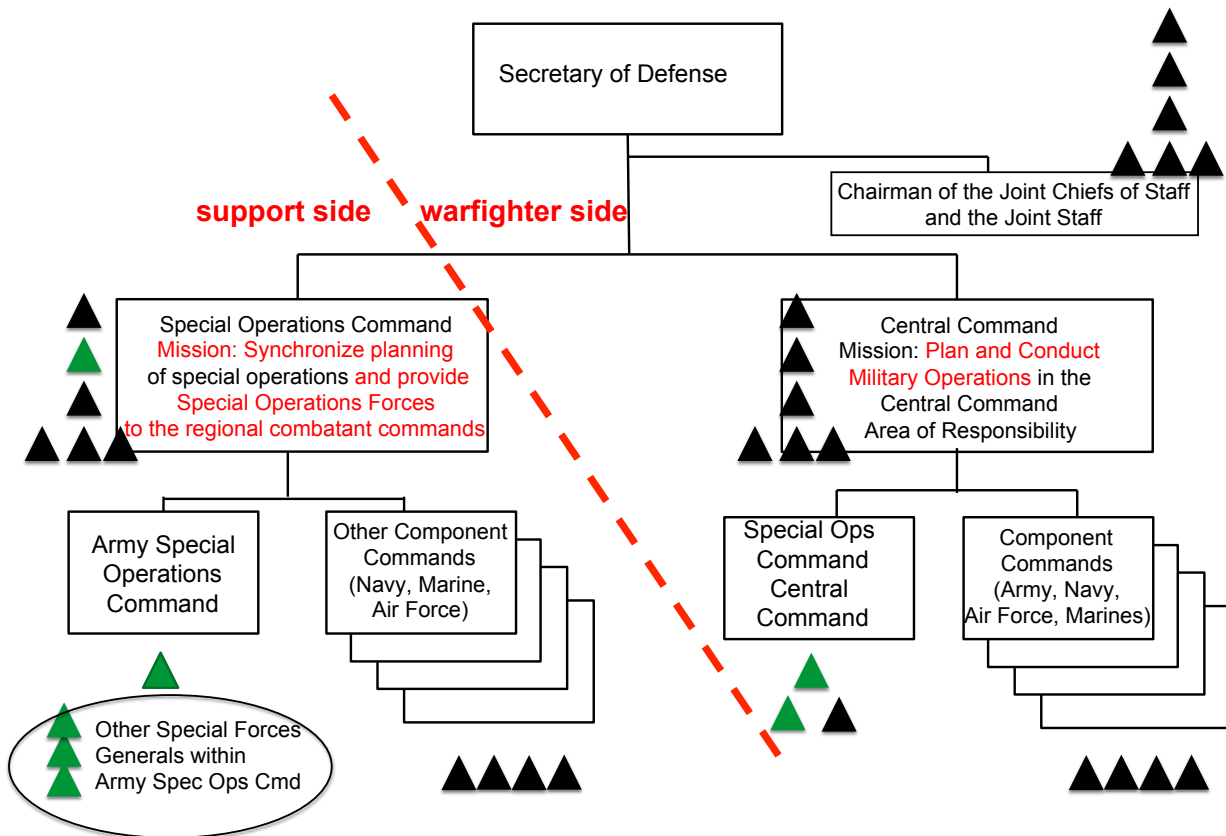 Secretary of Defense
Chairman of the Joint Chiefs of Staff
and the Joint Staff
support side
warfighter side
Special Operations Command
Mission: Synchronize planning
of special operations and provide
Special Operations Forces
to the regional combatant commands
Central Command
Mission: Plan and Conduct
Military Operations in the
Central Command
Area of Responsibility
Army Special
Operations
Command
Other Component
Commands
(Navy, Marine,
Air Force)
Special Ops
Command
Central
Command
Component
Commands
(Army, Navy,
Air Force, Marines)
Other Special Forces
Generals within
Army Spec Ops Cmd